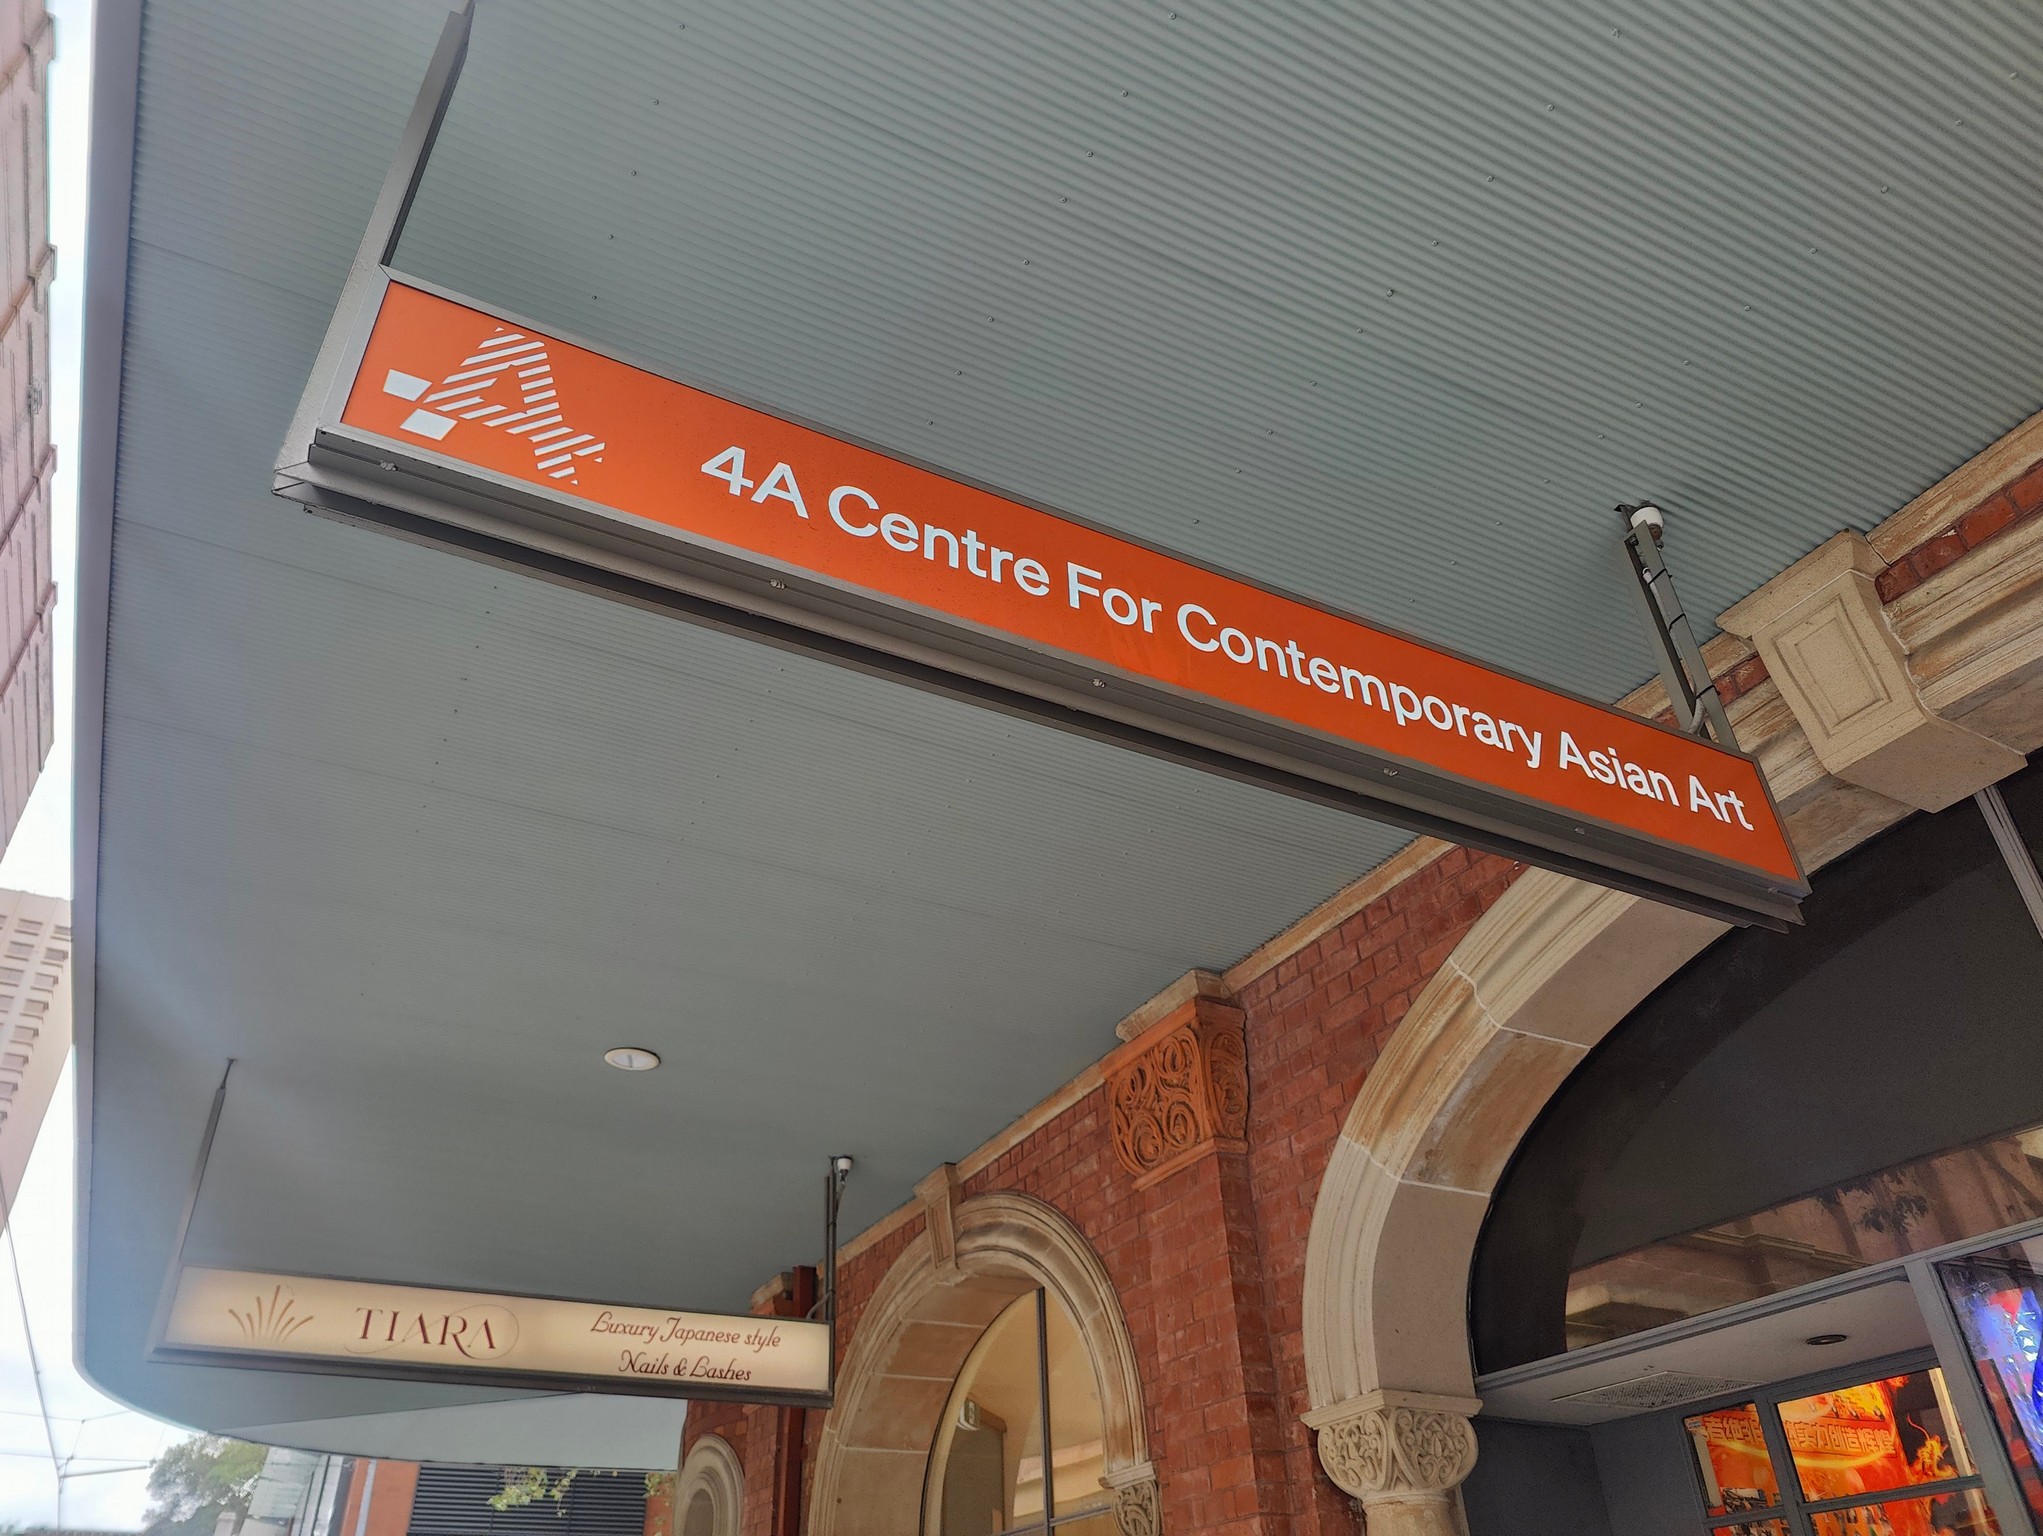 4A Centre For Contemporary Asian Art
TIARA
Luxury Japanese style
Nails & Lashes